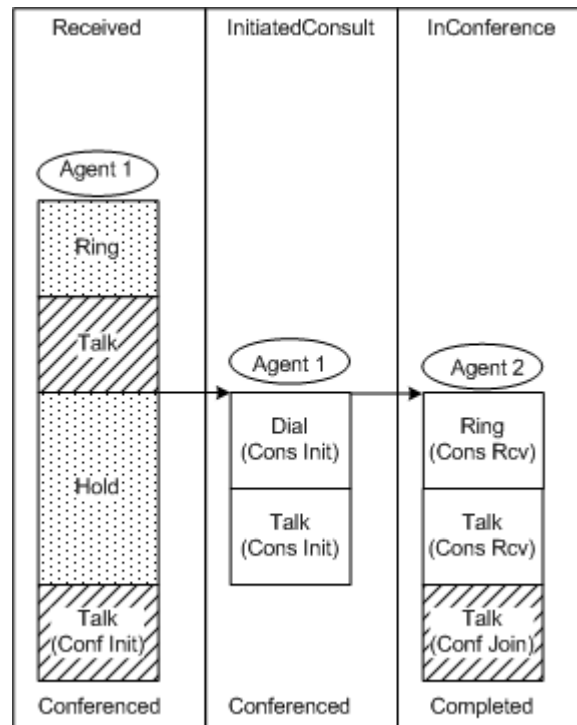 Received
InitiatedConsult
InConference
Agent 1
Ring
Talk
Hold
Talk
(Conf Init)
Conferenced
Agent 1
Dial
(Cons Init)
Talk
(Cons Init)
Conferenced
Agent 2
Ring
(Cons Rcv)
Talk
(Cons Rcv)
Talk
(Conf Join)
Completed